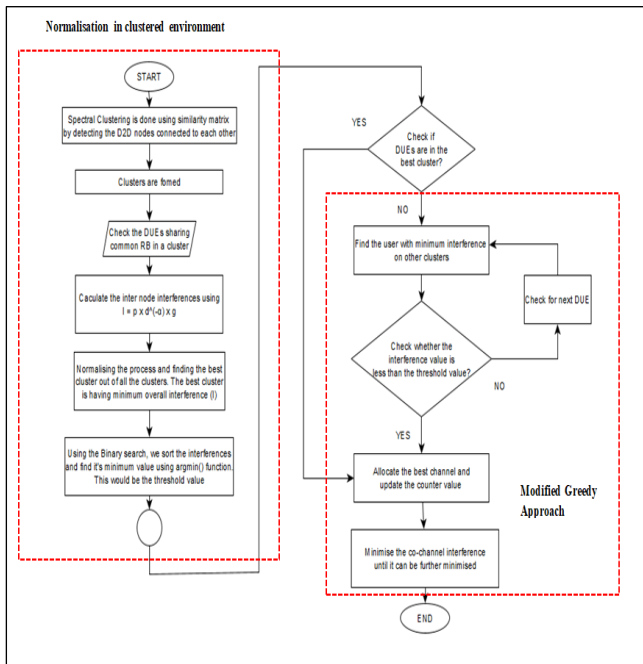 Normalisation in clustered environment
START
Spectral Clustering is done using similarity matrix
by detecting the D2D nodes connected to each
other
Clusters are fomed
Check the DUEs sharing
common RB in a cluster
Caculate the inter node interferences using
I = p x d^(-α) x g
Normalising the process and finding the best
cluster out of all the clusters. The best cluster
is having minimum overall interference (I)
Using the Binary search, we sort the interferences
and find it's minimum value using argmin() function.
This would be the threshold value
YES
Check if
DUEs are in the
best cluster?
NO
Find the user with minimum interference
on other clusters
Check for next DUE
Check whether the
interference value is
less than the threshold value?
NO
YES
Allocate the best channel and
update the counter value
Modified Greedy
Approach
Minimise the co-channel interference
until it can be further minimised
END